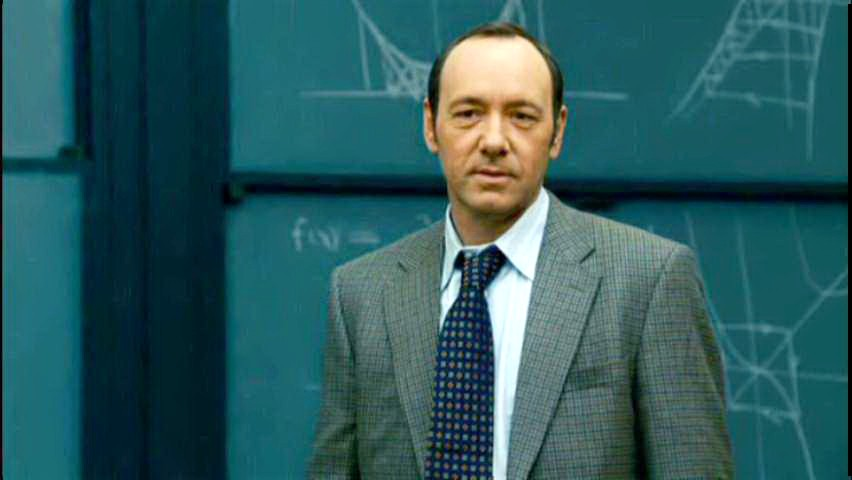 f(x) =